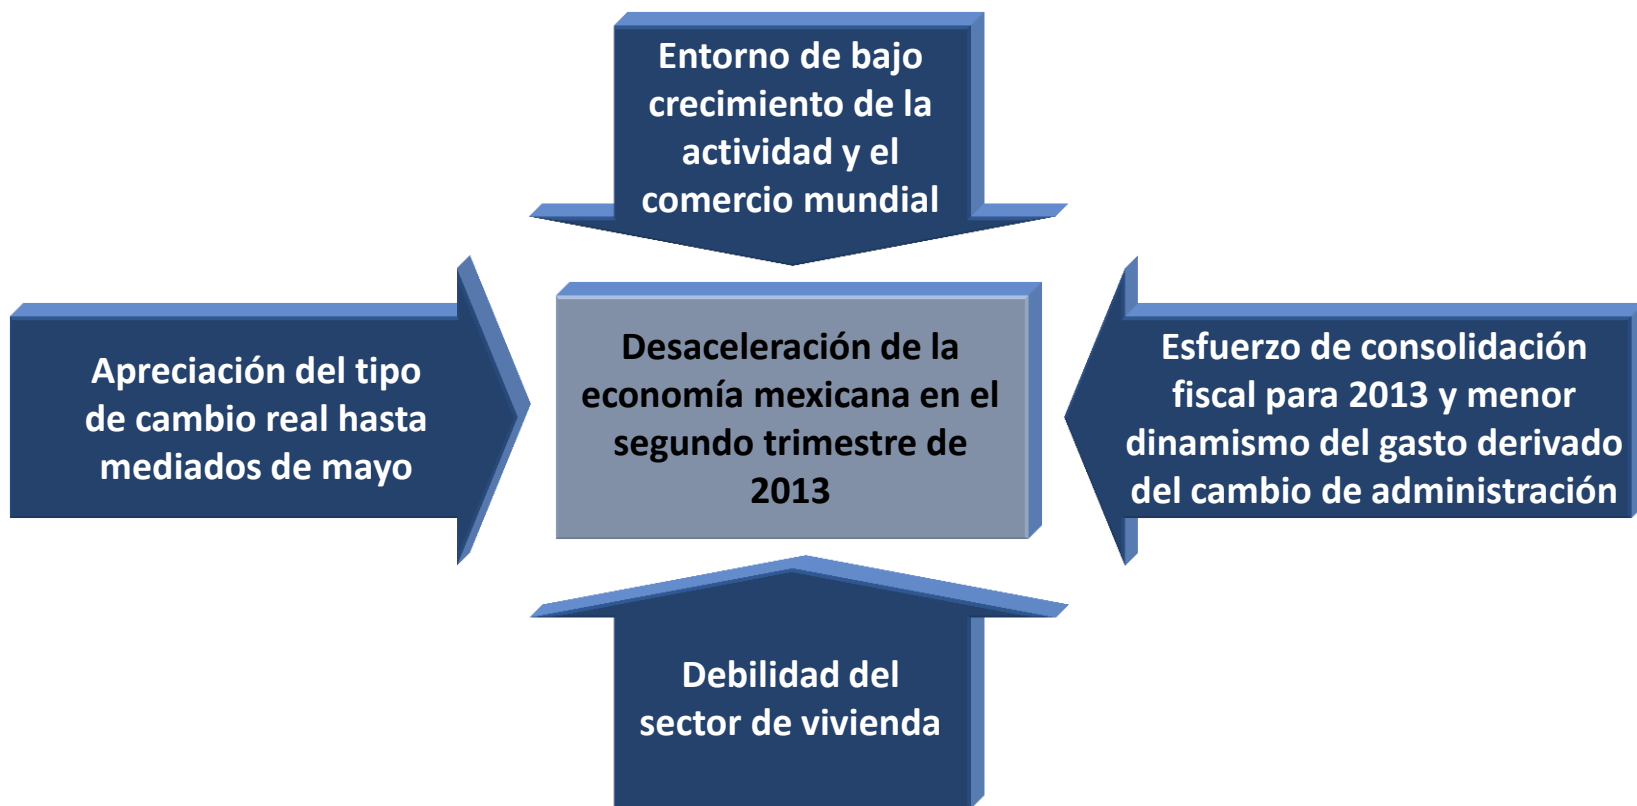 Entorno de bajo
crecimiento de la
actividad y el
comercio mundial
Apreciación del tipo
de cambio real hasta
mediados de mayo
Desaceleración de la
economía mexicana en el
segundo trimestre de
2013
Esfuerzo de consolidación
fiscal para 2013 y menor
dinamismo del gasto derivado
del cambio de administración
Debilidad del
sector de vivienda